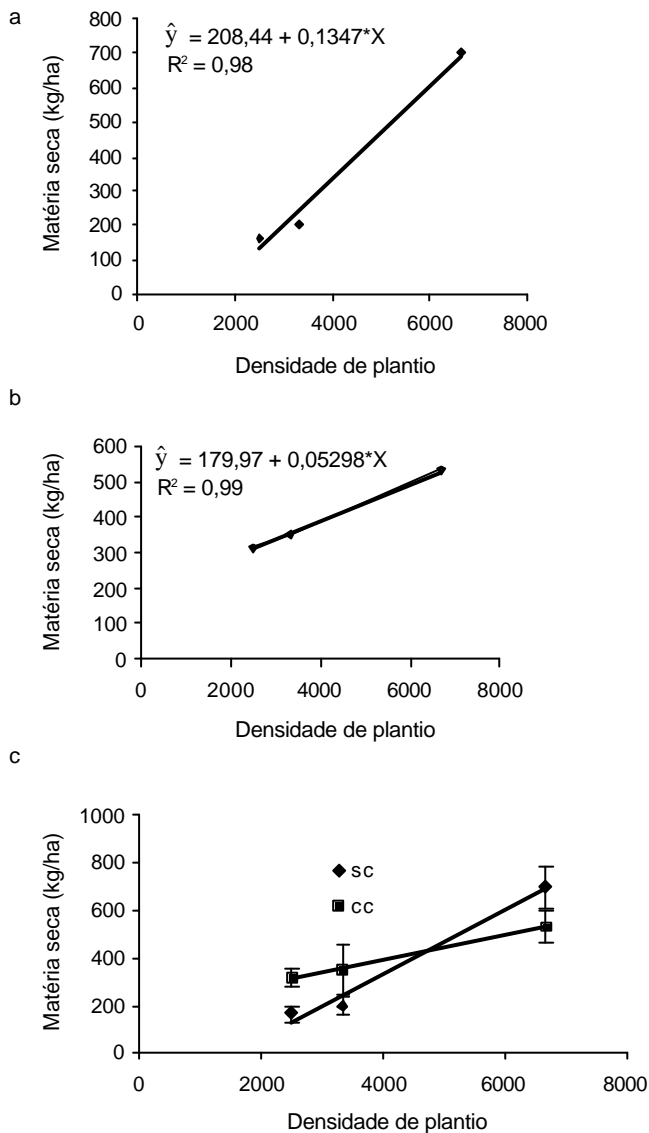 a
ŷ = 208,44 + 0,1347*X
R² = 0,98
Matéria seca (kg/ha)
800
700
600
500
400
300
200
100
0
0 2000 4000 6000 8000
Densidade de plantio
b
ŷ = 179,97 + 0,05298*X
R² = 0,99
Matéria seca (kg/ha)
600
500
400
300
200
100
0
0 2000 4000 6000 8000
Densidade de plantio
c
Matéria seca (kg/ha)
1000
800
600
400
200
0
sc
cc
0 2000 4000 6000 8000
Densidade de plantio